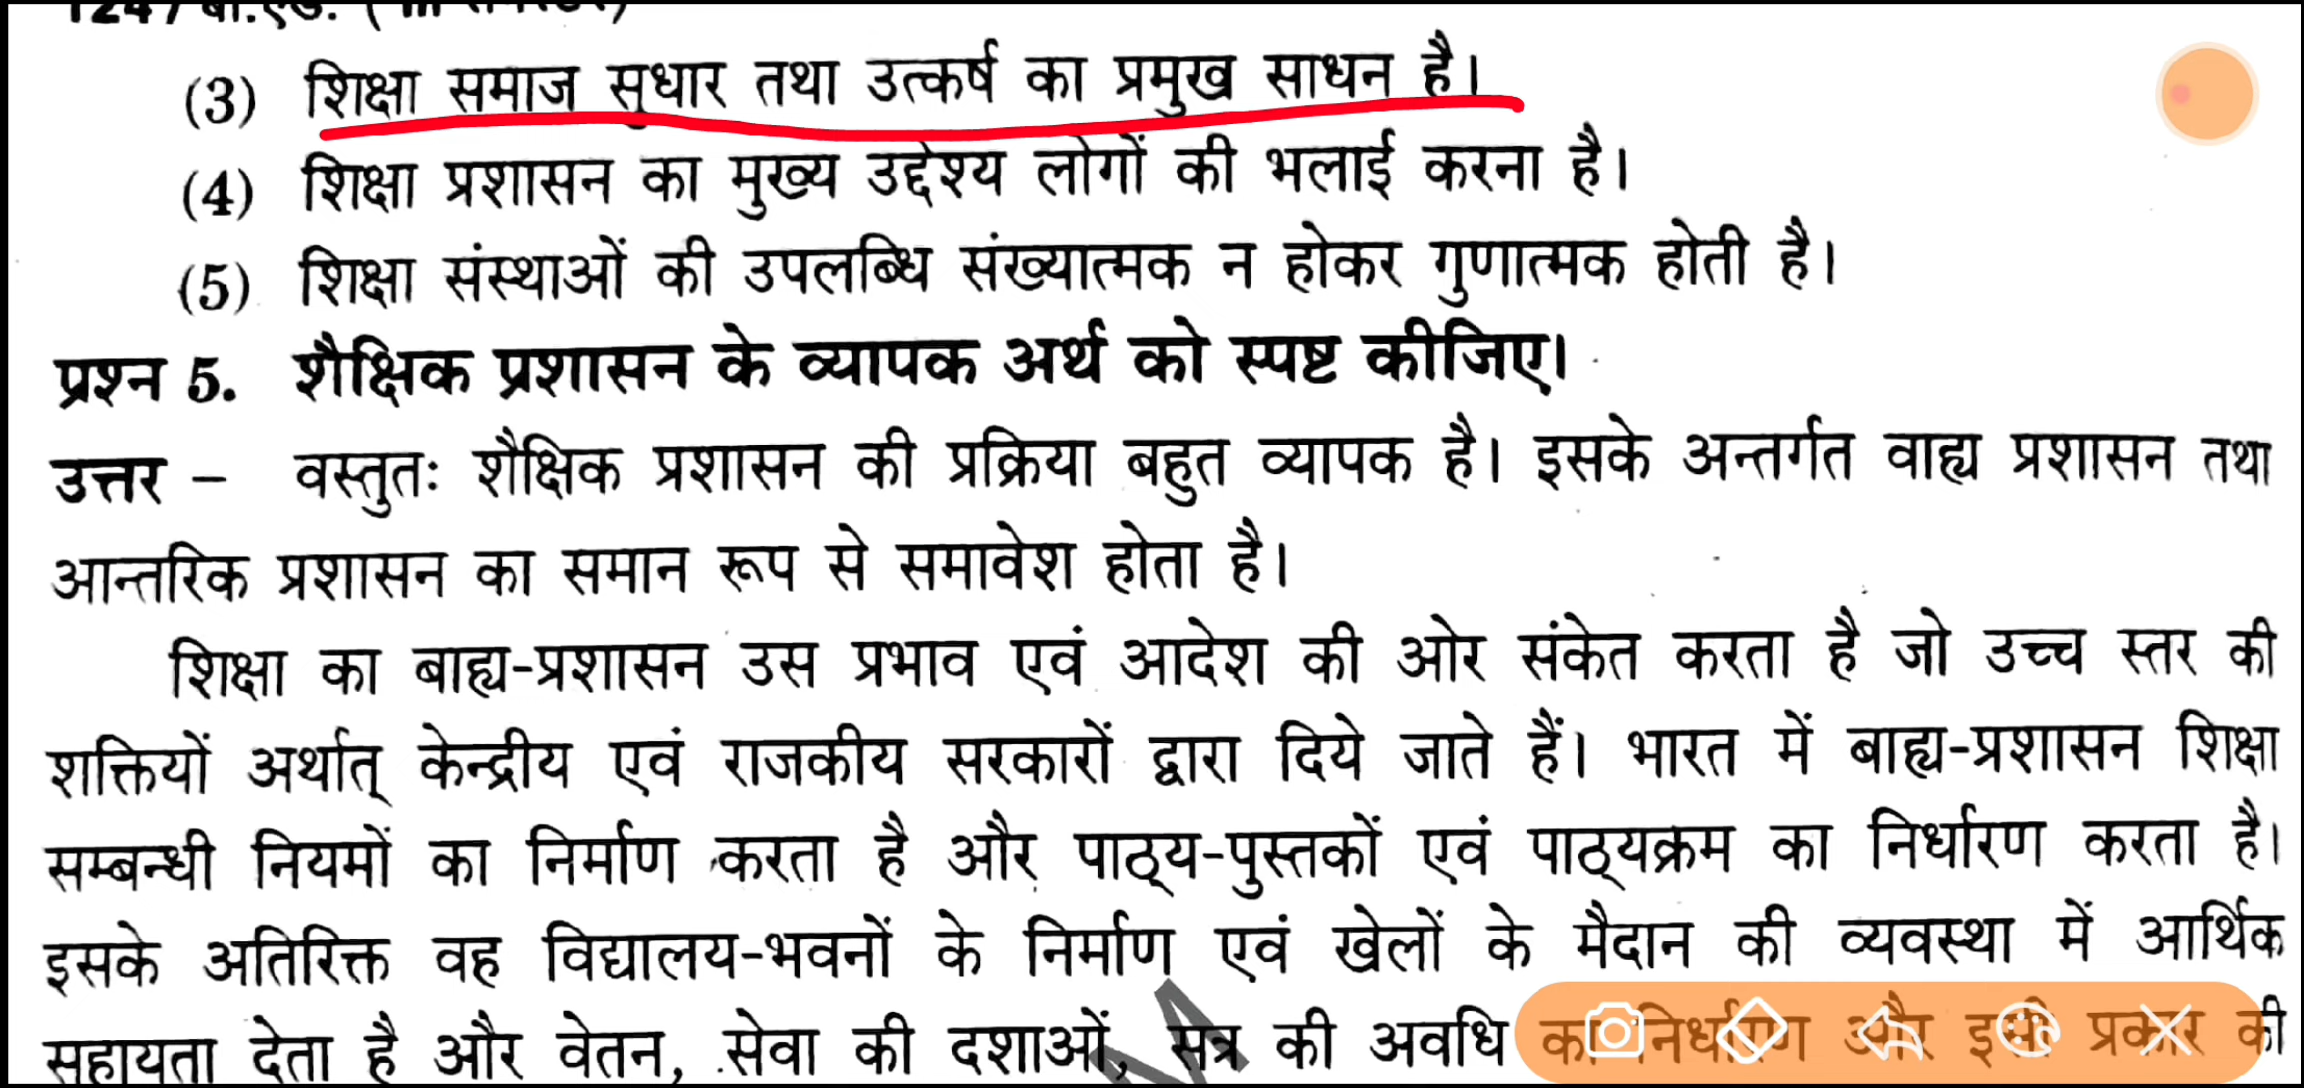 (3) शिक्षा समाज सुधार तथा उत्कर्ष का प्रमुख साधन है।
(4) शिक्षा प्रशासन का मुख्य उद्देश्य लोगों की भलाई करना है।
(5) शिक्षा संस्थाओं की उपलब्धि संख्यात्मक न होकर गुणात्मक होती है।
प्रश्न 5. शैक्षिक प्रशासन के व्यापक अर्थ को स्पष्ट कीजिए।
उत्तर – वस्तुतः शैक्षिक प्रशासन की प्रक्रिया बहुत व्यापक है। इसके अन्तर्गत वाह्य प्रशासन तथा
आन्तरिक प्रशासन का समान रूप से समावेश होता है।
शिक्षा का बाह्य-प्रशासन उस प्रभाव एवं आदेश की ओर संकेत करता है जो उच्च स्तर की
शक्तियों अर्थात् केन्द्रीय एवं राजकीय सरकारों द्वारा दिये जाते हैं। भारत में बाह्य-प्रशासन शिक्षा
सम्बन्धी नियमों का निर्माण करता है और पाठ्य-पुस्तकों एवं पाठ्यक्रम का निर्धारण करता है।
इसके अतिरिक्त वह विद्यालय-भवनों के निर्माण एवं खेलों के मैदान की व्यवस्था में आर्थिक
सहायता देता है और वेतन, सेवा की दशाओं, सत्र की अवधि का निर्धारण और इसी प्रकार की